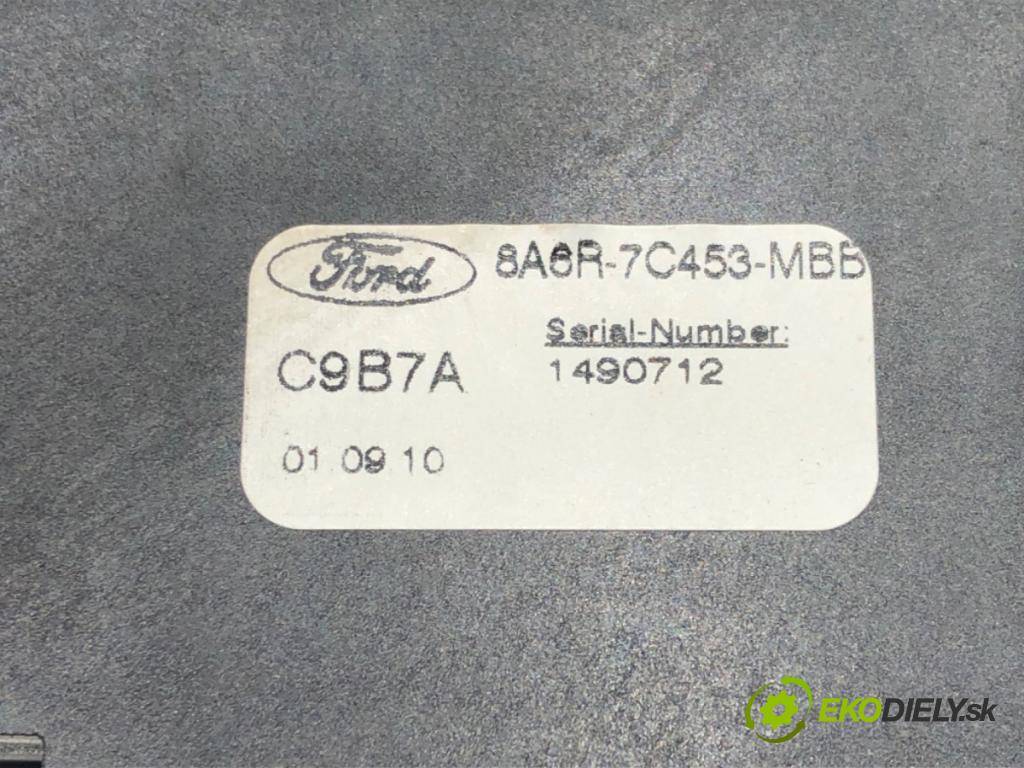 Ford 8A6R-7C453-MBB
Serial-Number:
C9B7A 1490712
01 09 10
EKODIELY.sk